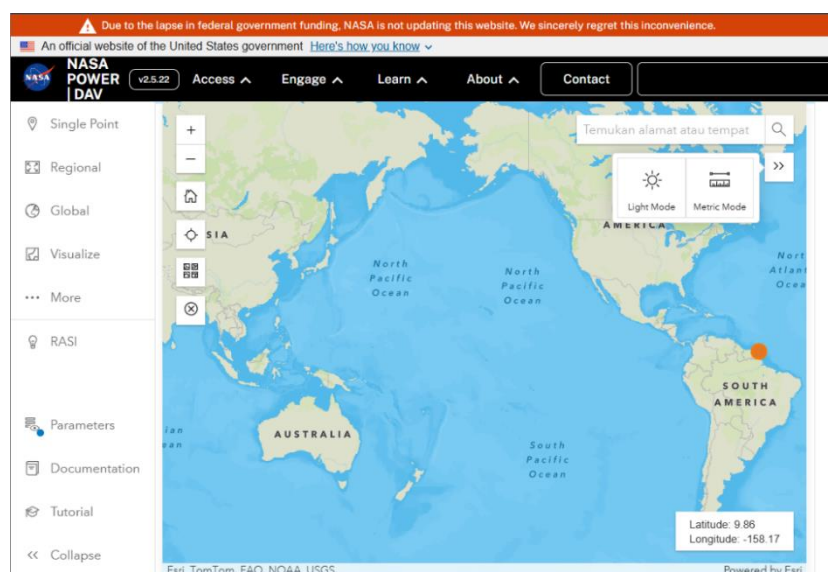 Due to the lapse in federal government funding, NASA is not updating this website. We sincerely regret this inconvenience.
An official website of the United States government Here's how you know
NASA
NASA
POWER
| DAV
v2.5.22
Access
Engage
Learn
About
Contact
Single Point
Regional
Global
Visualize
More
RASI
Parameters
Documentation
Tutorial
Collapse
+
−
Temukan alamat atau tempat
Light Mode
Metric Mode
AMERICA
SIA
North
Pacific
Ocean
North
Pacific
Ocean
Nort
Atlan
Ocea
SOUTH
AMERICA
AUSTRALIA
ian
ean
South
Pacific
Ocean
Latitude: 9.86
Longitude: -158.17
Esri, TomTom, FAO, NOAA, USGS
Powered by Esri